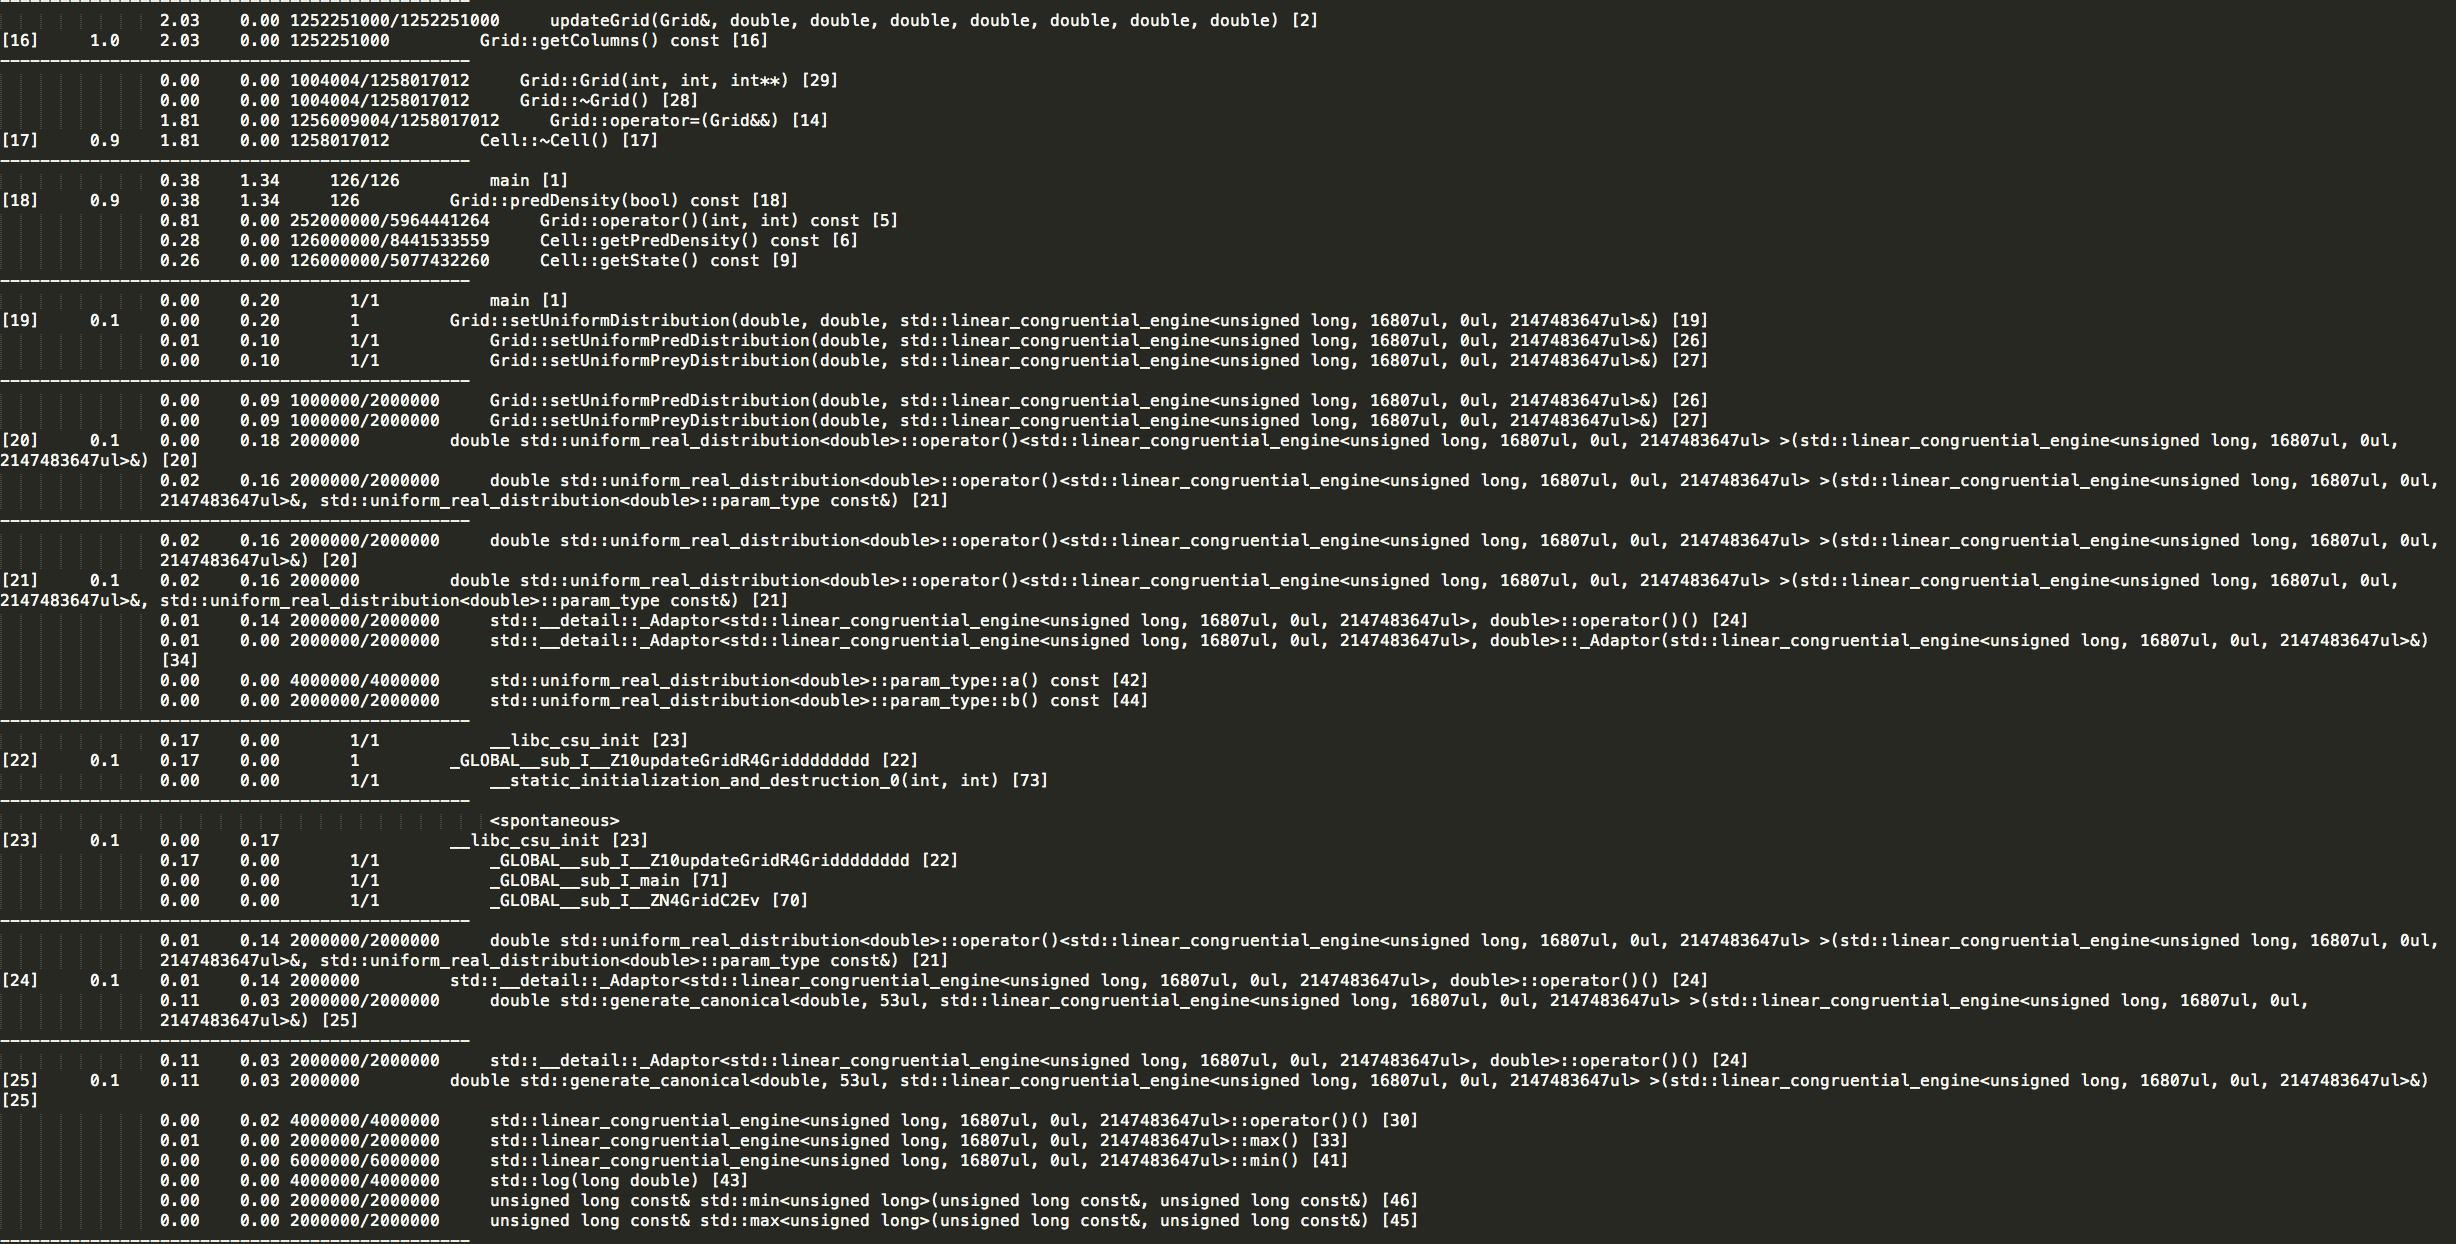 -----------------------------------------------
2.03 0.00 1252251000/1252251000 updateGrid(Grid&, double, double, double, double, double, double, double) [2]
[16] 1.0 2.03 0.00 1252251000 Grid::getColumns() const [16]
-----------------------------------------------
0.00 0.00 1004004/1258017012 Grid::Grid(int, int, int**) [29]
0.00 0.00 1004004/1258017012 Grid::~Grid() [28]
1.81 0.00 1256009004/1258017012 Grid::operator=(Grid&&) [14]
[17] 0.9 1.81 0.00 1258017012 Cell::~Cell() [17]
-----------------------------------------------
0.38 1.34 126/126 main [1]
[18] 0.9 0.38 1.34 126 Grid::predDensity(bool) const [18]
0.81 0.00 252000000/5964441264 Grid::operator()(int, int) const [5]
0.28 0.00 126000000/8441533559 Cell::getPredDensity() const [6]
0.26 0.00 126000000/5077432260 Cell::getState() const [9]
-----------------------------------------------
0.00 0.20 1/1 main [1]
[19] 0.1 0.00 0.20 1 Grid::setUniformDistribution(double, double, std::linear_congruential_engine<unsigned long, 16807ul, 0ul, 2147483647ul>&) [19]
0.01 0.10 1/1 Grid::setUniformPredDistribution(double, std::linear_congruential_engine<unsigned long, 16807ul, 0ul, 2147483647ul>&) [26]
0.00 0.10 1/1 Grid::setUniformPreyDistribution(double, std::linear_congruential_engine<unsigned long, 16807ul, 0ul, 2147483647ul>&) [27]
-----------------------------------------------
0.00 0.09 1000000/2000000 Grid::setUniformPredDistribution(double, std::linear_congruential_engine<unsigned long, 16807ul, 0ul, 2147483647ul>&) [26]
0.00 0.09 1000000/2000000 Grid::setUniformPreyDistribution(double, std::linear_congruential_engine<unsigned long, 16807ul, 0ul, 2147483647ul>&) [27]
[20] 0.1 0.00 0.18 2000000 double std::uniform_real_distribution<double>::operator()<std::linear_congruential_engine<unsigned long, 16807ul, 0ul, 2147483647ul> >(std::linear_congruential_engine<unsigned long, 16807ul, 0ul,
2147483647ul>&) [20]
0.02 0.16 2000000/2000000 double std::uniform_real_distribution<double>::operator()<std::linear_congruential_engine<unsigned long, 16807ul, 0ul, 2147483647ul> >(std::linear_congruential_engine<unsigned long, 16807ul, 0ul,
2147483647ul>&, std::uniform_real_distribution<double>::param_type const&) [21]
-----------------------------------------------
0.02 0.16 2000000/2000000 double std::uniform_real_distribution<double>::operator()<std::linear_congruential_engine<unsigned long, 16807ul, 0ul, 2147483647ul> >(std::linear_congruential_engine<unsigned long, 16807ul, 0ul,
2147483647ul>&) [20]
[21] 0.1 0.02 0.16 2000000 double std::uniform_real_distribution<double>::operator()<std::linear_congruential_engine<unsigned long, 16807ul, 0ul, 2147483647ul> >(std::linear_congruential_engine<unsigned long, 16807ul, 0ul,
2147483647ul>&, std::uniform_real_distribution<double>::param_type const&) [21]
0.01 0.14 2000000/2000000 std::__detail::_Adaptor<std::linear_congruential_engine<unsigned long, 16807ul, 0ul, 2147483647ul>, double>::operator()() [24]
0.01 0.00 2000000/2000000 std::__detail::_Adaptor<std::linear_congruential_engine<unsigned long, 16807ul, 0ul, 2147483647ul>, double>::_Adaptor(std::linear_congruential_engine<unsigned long, 16807ul, 0ul, 2147483647ul>&)
[34]
0.00 0.00 4000000/4000000 std::uniform_real_distribution<double>::param_type::a() const [42]
0.00 0.00 2000000/2000000 std::uniform_real_distribution<double>::param_type::b() const [44]
-----------------------------------------------
0.17 0.00 1/1 __libc_csu_init [23]
[22] 0.1 0.17 0.00 1 _GLOBAL__sub_I__Z10updateGridR4Gridddddddd [22]
0.00 0.00 1/1 __static_initialization_and_destruction_0(int, int) [73]
-----------------------------------------------
<spontaneous>
[23] 0.1 0.00 0.17 __libc_csu_init [23]
0.17 0.00 1/1 _GLOBAL__sub_I__Z10updateGridR4Gridddddddd [22]
0.00 0.00 1/1 _GLOBAL__sub_I_main [71]
0.00 0.00 1/1 _GLOBAL__sub_I__ZN4GridC2Ev [70]
-----------------------------------------------
0.01 0.14 2000000/2000000 double std::uniform_real_distribution<double>::operator()<std::linear_congruential_engine<unsigned long, 16807ul, 0ul, 2147483647ul> >(std::linear_congruential_engine<unsigned long, 16807ul, 0ul,
2147483647ul>&, std::uniform_real_distribution<double>::param_type const&) [21]
[24] 0.1 0.01 0.14 2000000 std::__detail::_Adaptor<std::linear_congruential_engine<unsigned long, 16807ul, 0ul, 2147483647ul>, double>::operator()() [24]
0.11 0.03 2000000/2000000 double std::generate_canonical<double, 53ul, std::linear_congruential_engine<unsigned long, 16807ul, 0ul, 2147483647ul> >(std::linear_congruential_engine<unsigned long, 16807ul, 0ul,
2147483647ul>&) [25]
-----------------------------------------------
0.11 0.03 2000000/2000000 std::__detail::_Adaptor<std::linear_congruential_engine<unsigned long, 16807ul, 0ul, 2147483647ul>, double>::operator()() [24]
[25] 0.1 0.11 0.03 2000000 double std::generate_canonical<double, 53ul, std::linear_congruential_engine<unsigned long, 16807ul, 0ul, 2147483647ul> >(std::linear_congruential_engine<unsigned long, 16807ul, 0ul, 2147483647ul>&)
[25]
0.00 0.02 4000000/4000000 std::linear_congruential_engine<unsigned long, 16807ul, 0ul, 2147483647ul>::operator()() [30]
0.01 0.00 2000000/2000000 std::linear_congruential_engine<unsigned long, 16807ul, 0ul, 2147483647ul>::max() [33]
0.00 0.00 6000000/6000000 std::linear_congruential_engine<unsigned long, 16807ul, 0ul, 2147483647ul>::min() [41]
0.00 0.00 4000000/4000000 std::log(long double) [43]
0.00 0.00 2000000/2000000 unsigned long const& std::min<unsigned long>(unsigned long const&, unsigned long const&) [46]
0.00 0.00 2000000/2000000 unsigned long const& std::max<unsigned long>(unsigned long const&, unsigned long const&) [45]
-----------------------------------------------